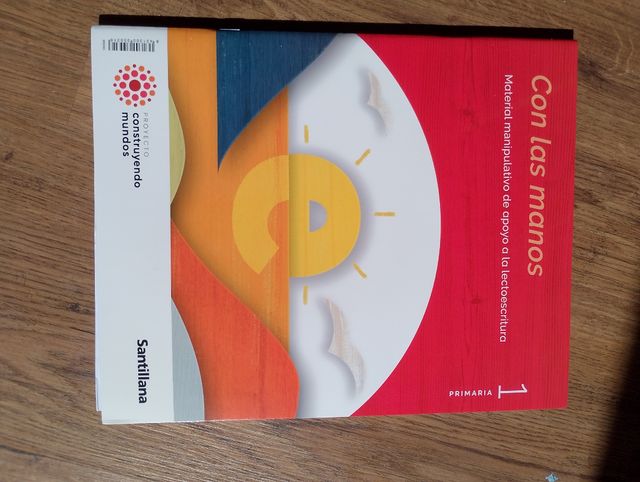 Con las manos
Material manipulativo de apoyo a la lectoescritura
1
PRIMARIA
e
PROYECTO
construyendo
mundos
Santillana